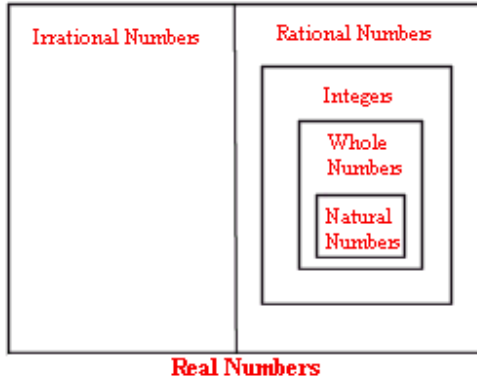 Irrational Numbers
Rational Numbers
Integers
Whole
Numbers
Natural
Numbers
Real Numbers